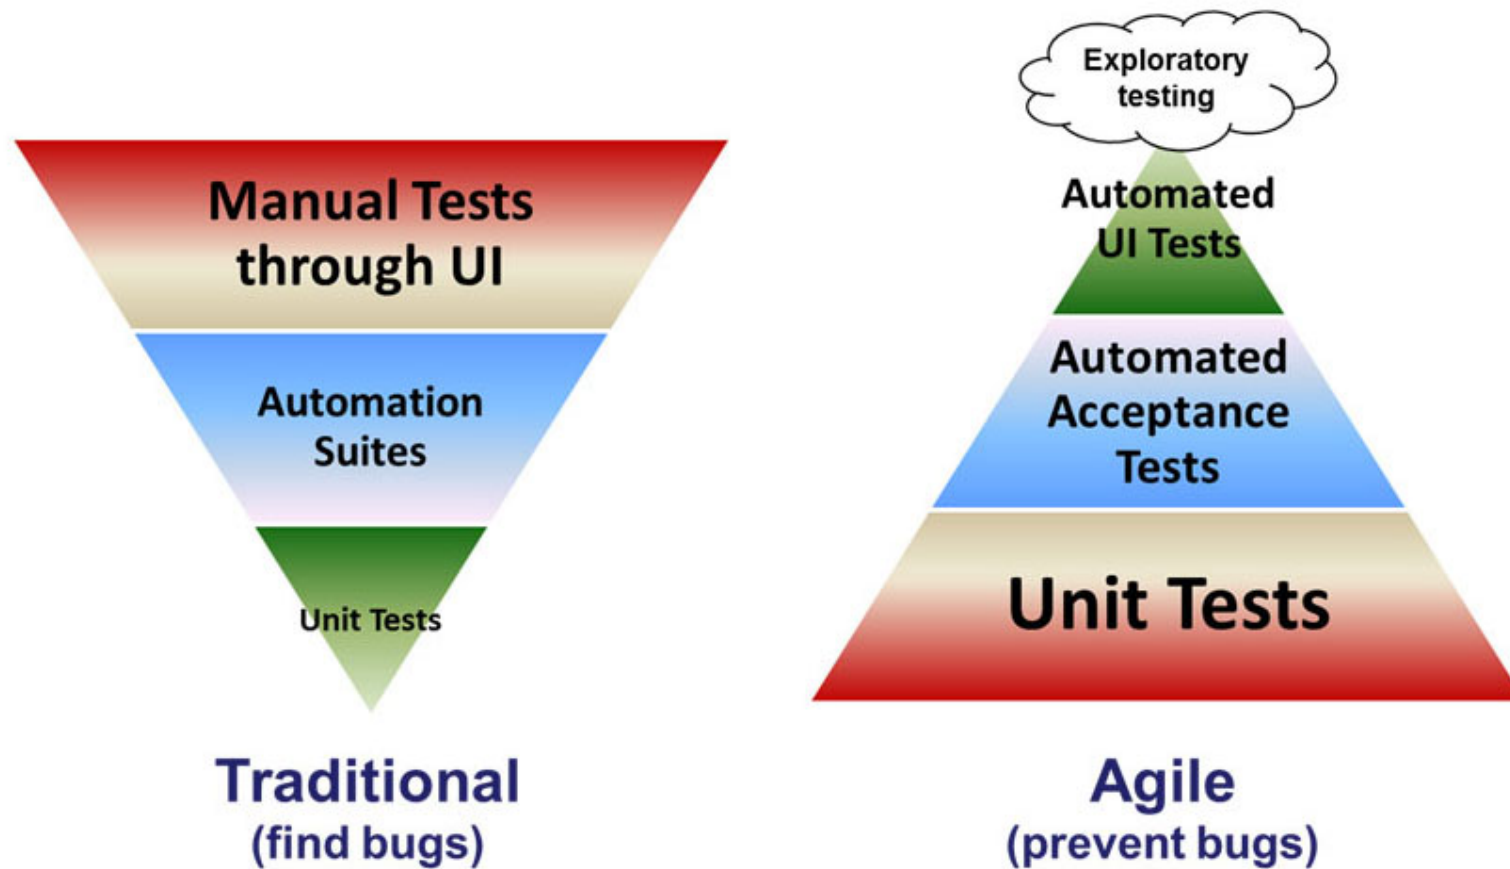 Manual Tests
through UI
Automation
Suites
Unit Tests
Traditional
(find bugs)
Exploratory
testing
Automated
UI Tests
Automated
Acceptance
Tests
Unit Tests
Agile
(prevent bugs)